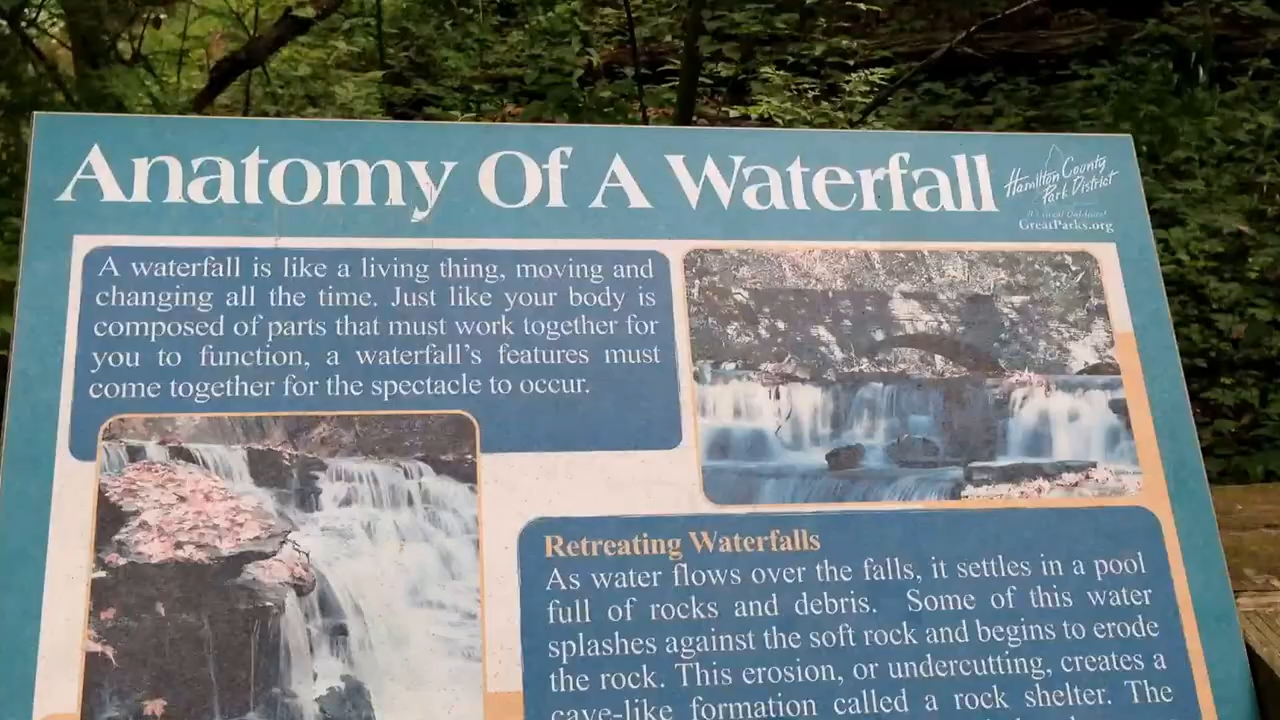 Anatomy Of A Waterfall
Hamilton County
Park District
It's Great Outdoors!
GreatParks.org
A waterfall is like a living thing, moving and
changing all the time. Just like your body is
composed of parts that must work together for
you to function, a waterfall's features must
come together for the spectacle to occur.
Retreating Waterfalls
As water flows over the falls, it settles in a pool
full of rocks and debris. Some of this water
splashes against the soft rock and begins to erode
the rock. This erosion, or undercutting, creates a
cave-like formation called a rock shelter. The